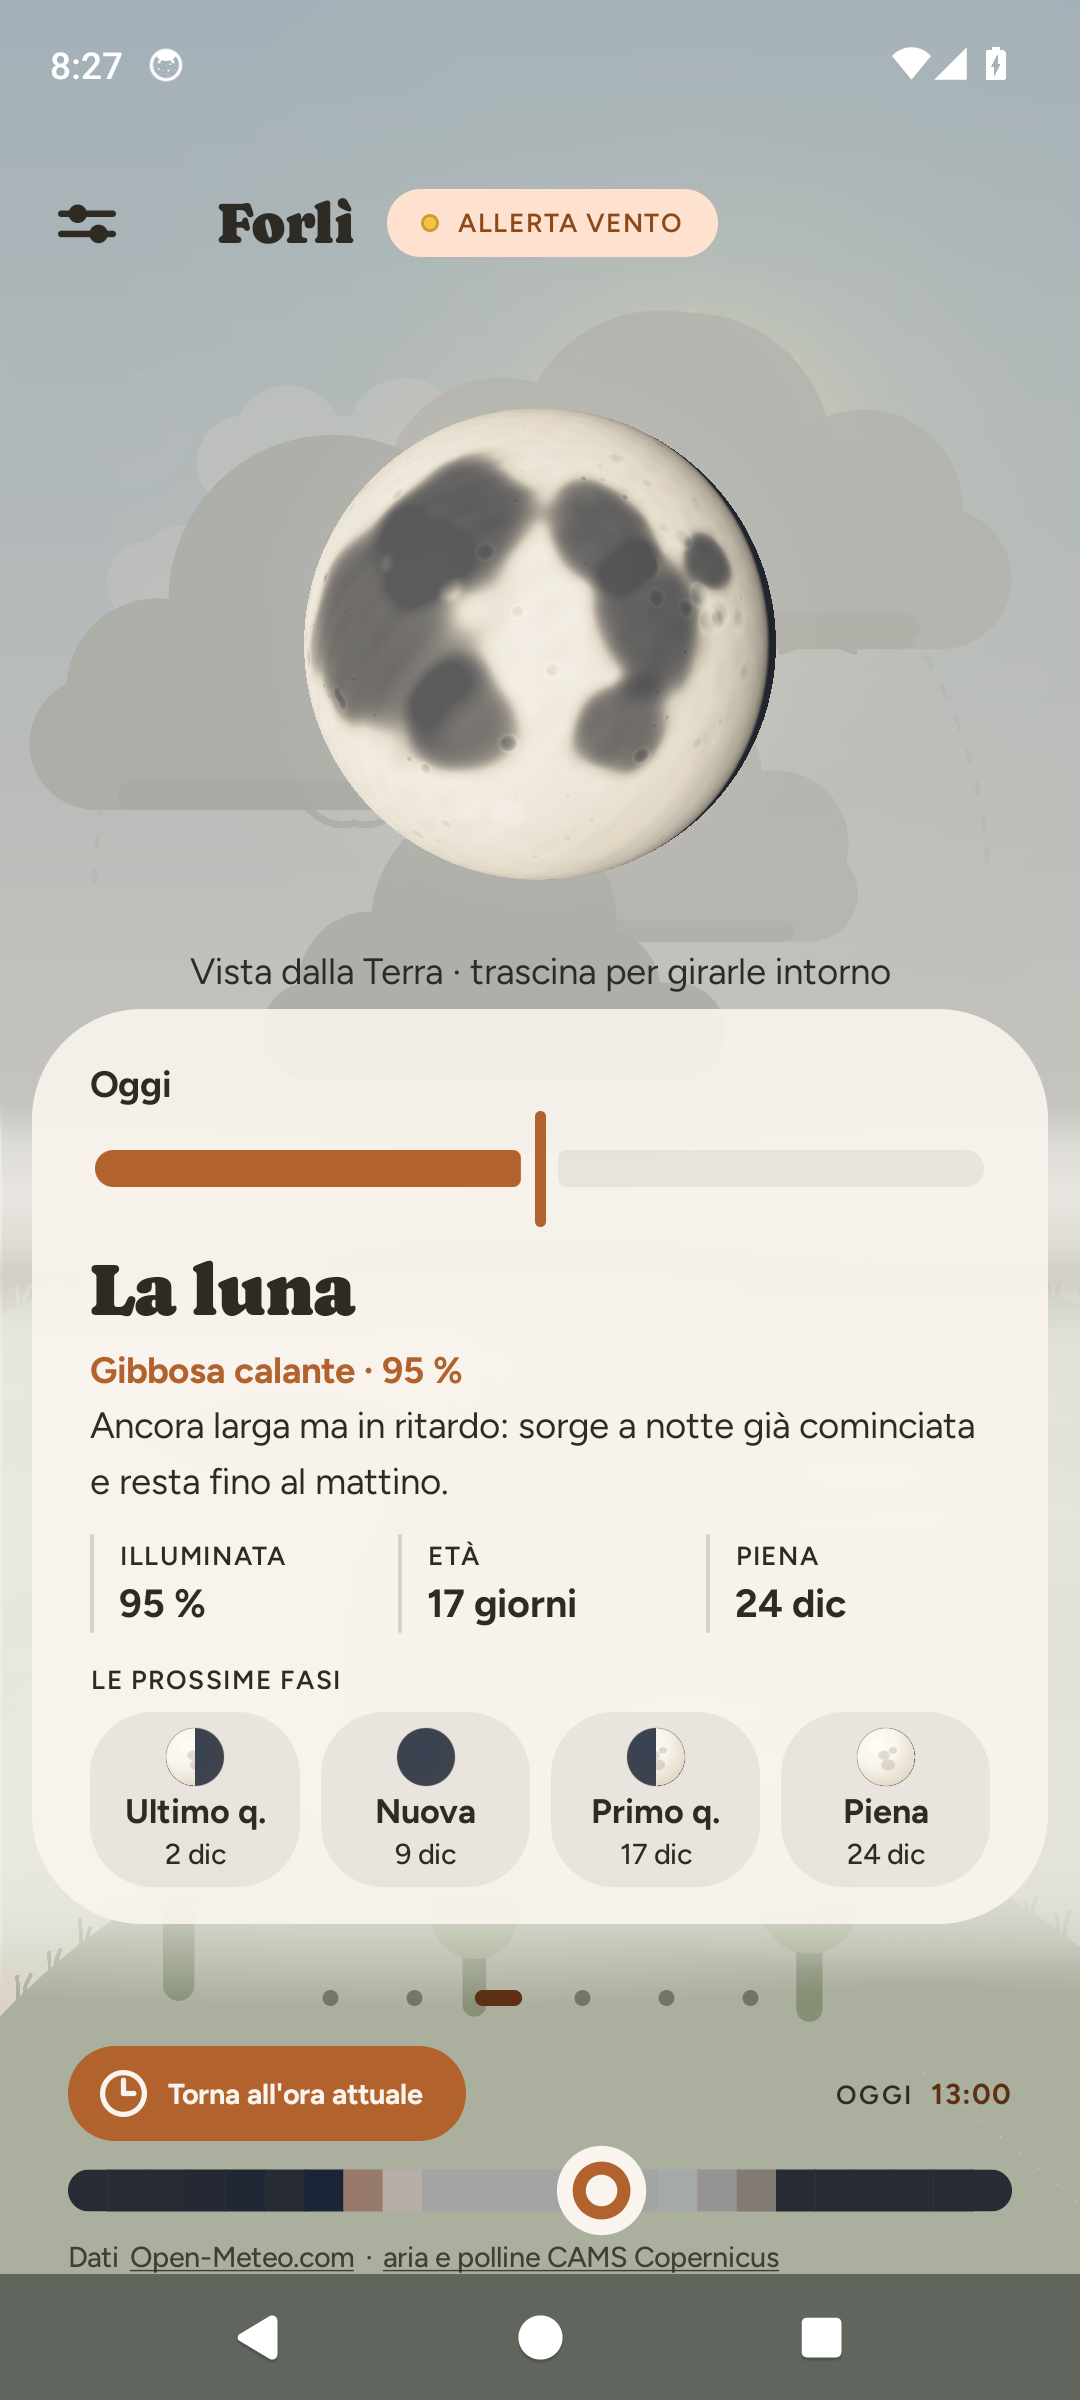 8:27
Forlì
ALLERTA VENTO
Vista dalla Terra · trascina per girarle intorno
Oggi
La luna
Gibbosa calante · 95 %
Ancora larga ma in ritardo: sorge a notte già cominciata
e resta fino al mattino.
ILLUMINATA ETÀ PIENA
95 % 17 giorni 24 dic
LE PROSSIME FASI
Ultimo q. Nuova Primo q. Piena
2 dic 9 dic 17 dic 24 dic
Torna all'ora attuale OGGI 13:00
Dati Open-Meteo.com · aria e polline CAMS Copernicus